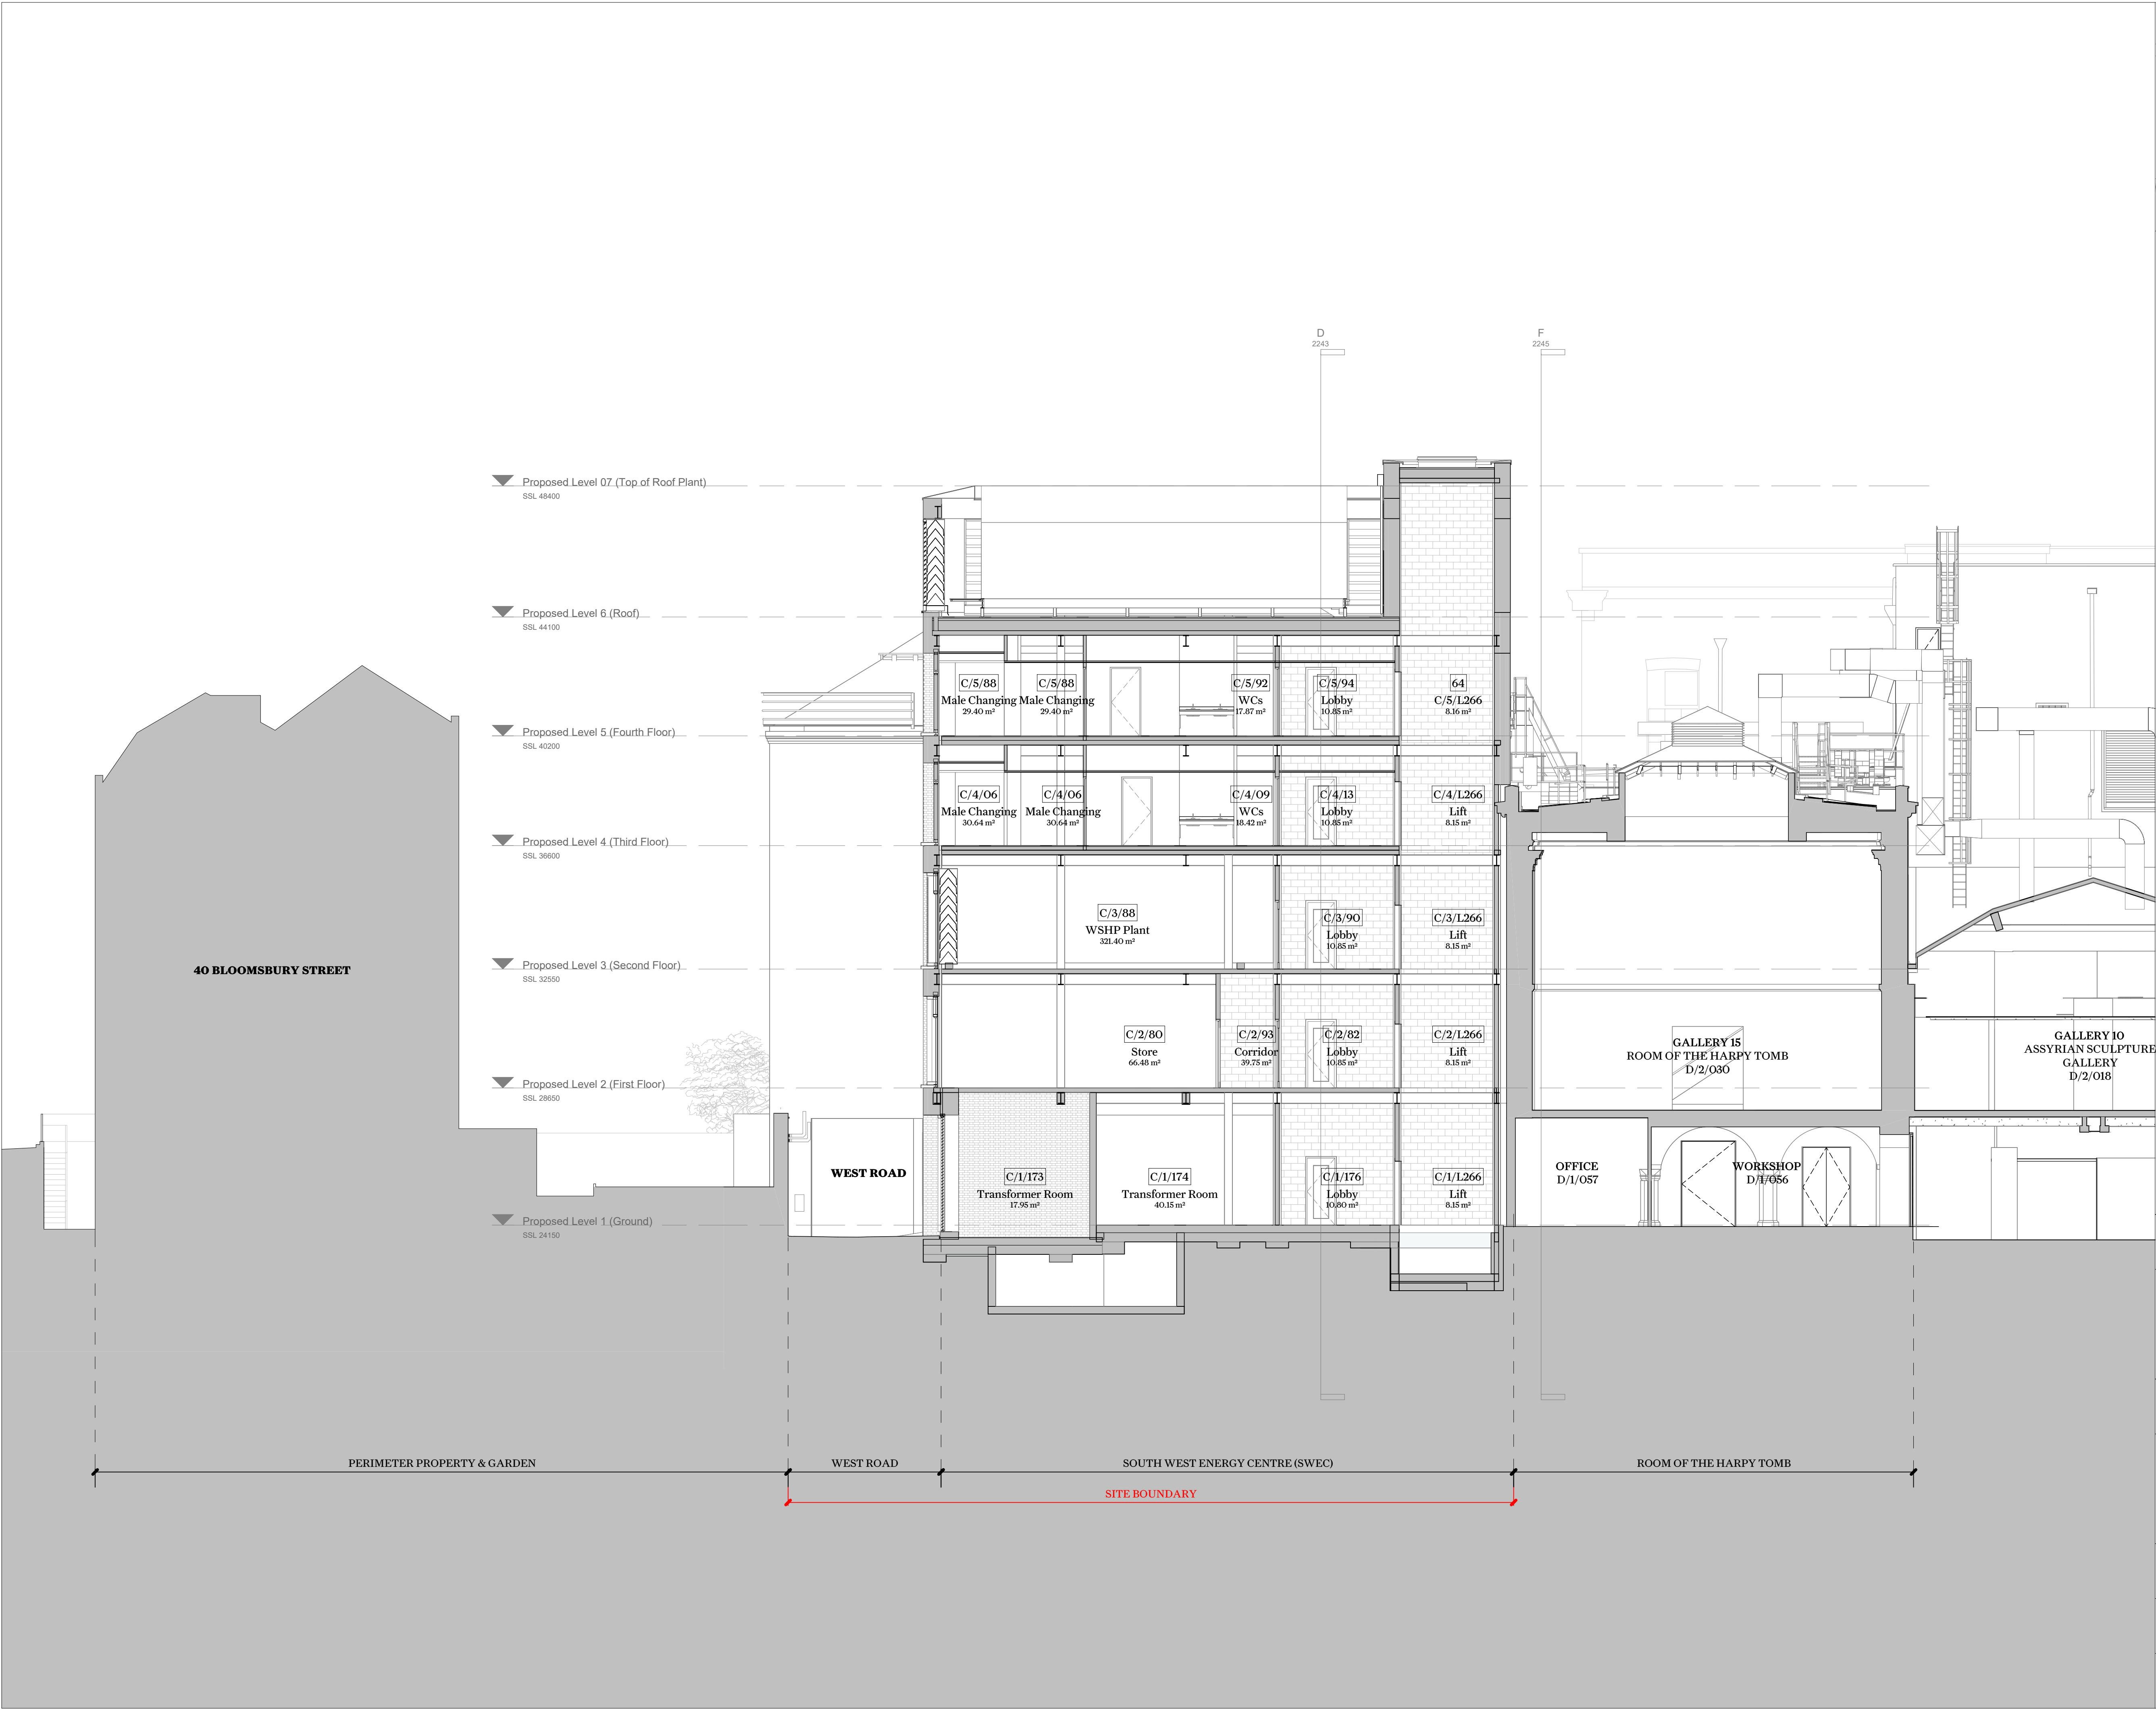 D
2243
F
2245
Proposed Level 07 (Top of Roof Plant)
SSL 48400
Proposed Level 6 (Roof)
SSL 44100
C/5/88
Male Changing
29.40 m²
C/5/88
Male Changing
29.40 m²
C/5/92
WCs
17.87 m²
C/5/94
Lobby
10.85 m²
64
C/5/L266
8.16 m²
Proposed Level 5 (Fourth Floor)
SSL 40200
C/4/06
Male Changing
30.64 m²
C/4/06
Male Changing
30.64 m²
C/4/09
WCs
18.42 m²
C/4/13
Lobby
10.85 m²
C/4/L266
Lift
8.15 m²
Proposed Level 4 (Third Floor)
SSL 36600
C/3/88
WSHP Plant
321.40 m²
C/3/90
Lobby
10.85 m²
C/3/L266
Lift
8.15 m²
40 BLOOMSBURY STREET
Proposed Level 3 (Second Floor)
SSL 32550
C/2/80
Store
66.48 m²
C/2/93
Corridor
39.75 m²
C/2/82
Lobby
10.85 m²
C/2/L266
Lift
8.15 m²
GALLERY 15
ROOM OF THE HARPY TOMB
D/2/030
GALLERY 10
ASSYRIAN SCULPTURE
GALLERY
D/2/018
Proposed Level 2 (First Floor)
SSL 28650
WEST ROAD
C/1/173
Transformer Room
17.95 m²
C/1/174
Transformer Room
40.15 m²
C/1/176
Lobby
10.80 m²
C/1/L266
Lift
8.15 m²
OFFICE
D/1/057
WORKSHOP
D/1/056
Proposed Level 1 (Ground)
SSL 24150
PERIMETER PROPERTY & GARDEN
WEST ROAD
SOUTH WEST ENERGY CENTRE (SWEC)
ROOM OF THE HARPY TOMB
SITE BOUNDARY